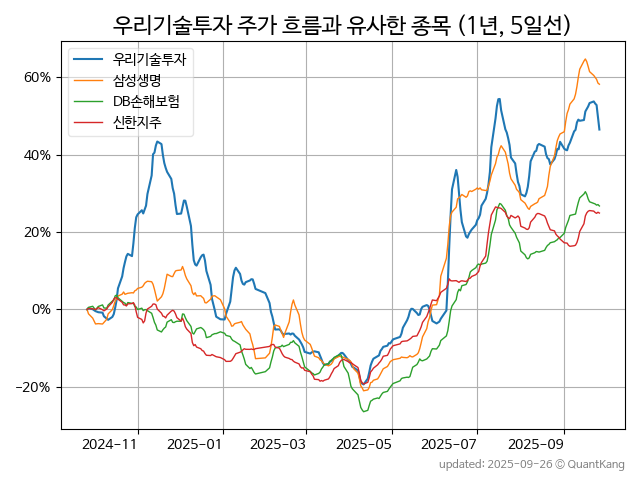 우리기술투자 주가 흐름과 유사한 종목 (1년, 5일선)
우리기술투자
삼성생명
DB손해보험
신한지주
60%
40%
20%
0%
−20%
2024-11 2025-01 2025-03 2025-05 2025-07 2025-09
updated: 2025-09-26 © QuantKang